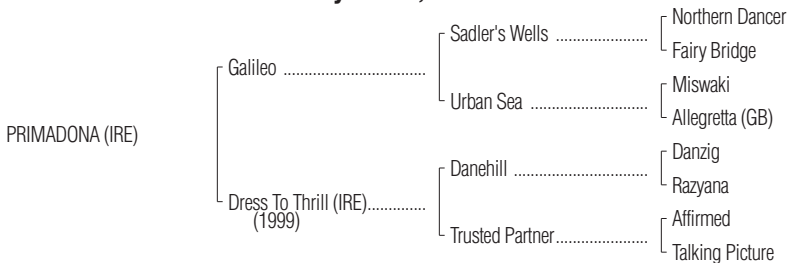 Northern Dancer
Sadler's Wells ....................
Fairy Bridge
Galileo ..................................
Miswaki
Urban Sea ..........................
Allegretta (GB)
PRIMADONA (IRE)
Danzig
Danehill ..............................
Razyana
Dress To Thrill (IRE)..............
(1999)
Affirmed
Trusted Partner.....................
Talking Picture